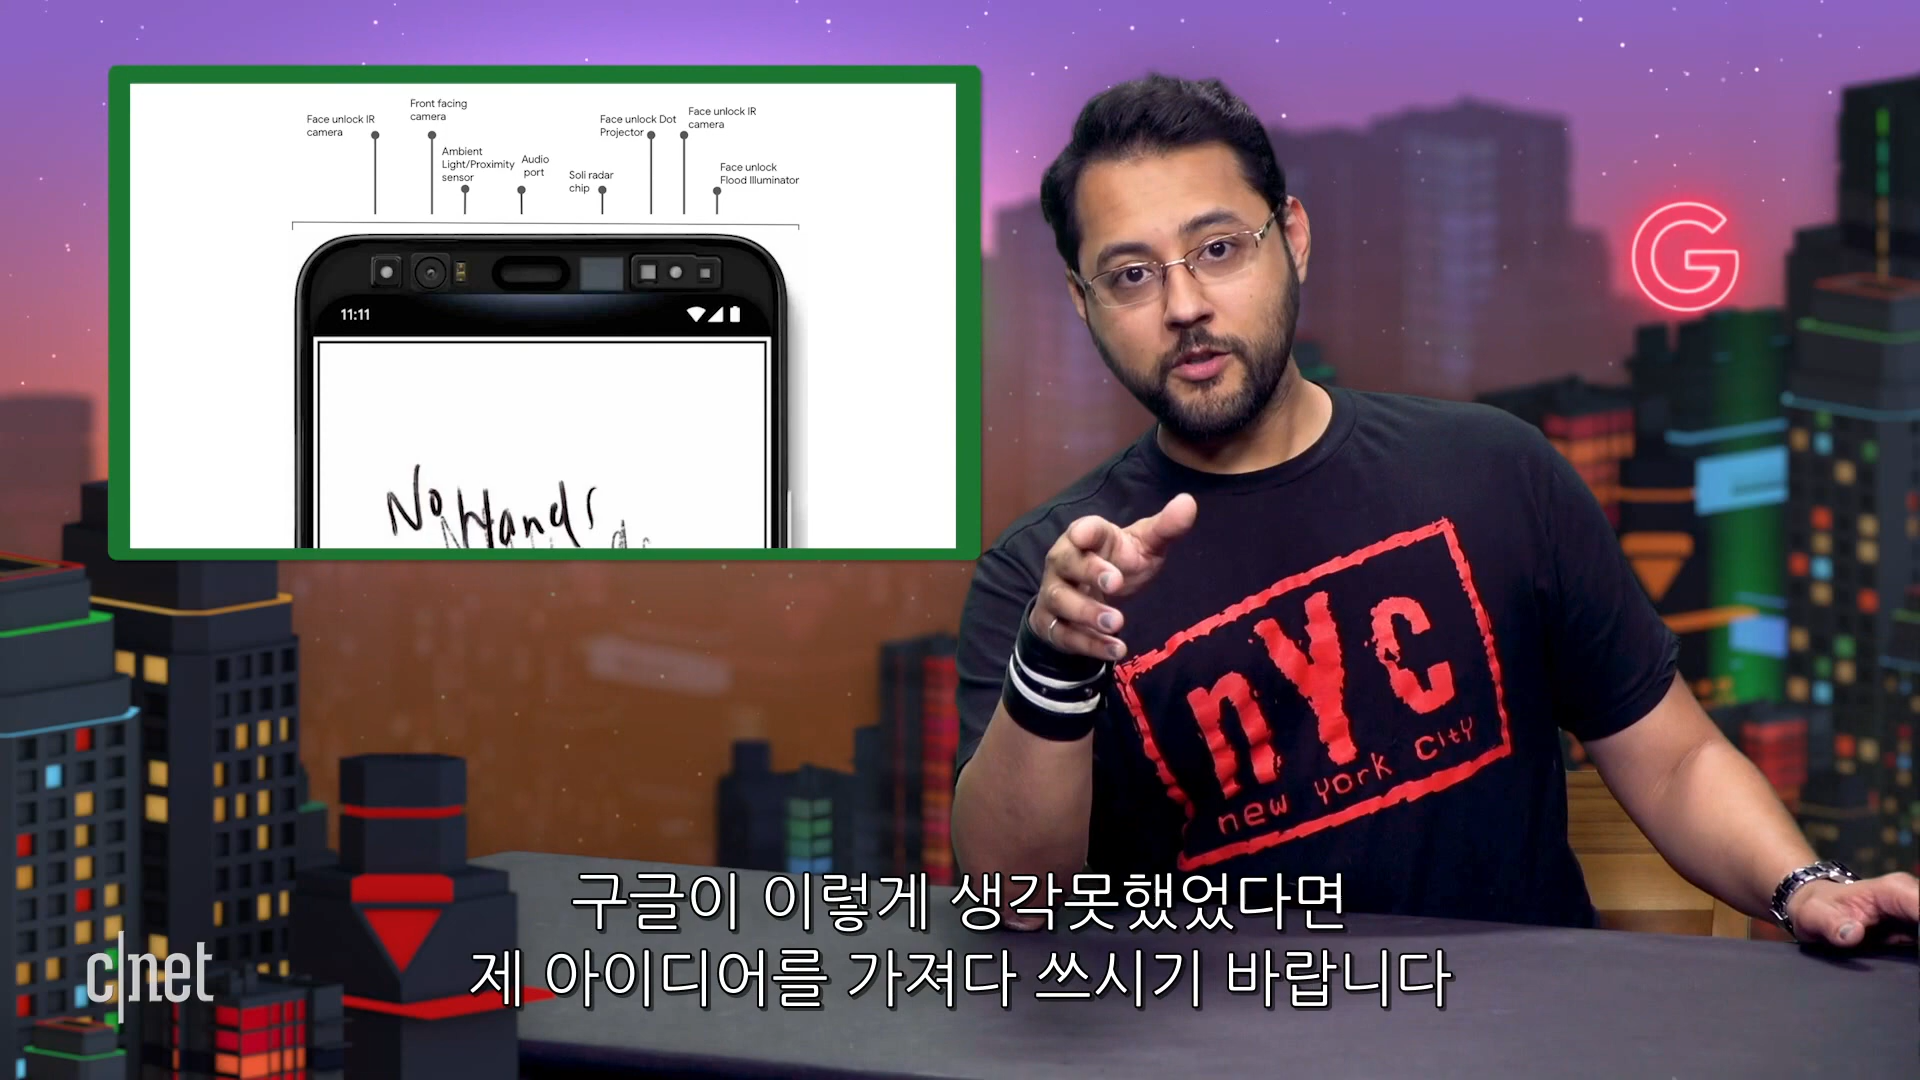 Front facing
camera
Face unlock IR
camera
Face unlock Dot
Projector
Face unlock IR
camera
Ambient
Light/Proximity
sensor
Audio
port
Soli radar
chip
Face unlock
Flood Illuminator
11:11
No Hands
G
nYc
new york city
구글이 이렇게 생각못했었다면
제 아이디어를 가져다 쓰시기 바랍니다
c|net